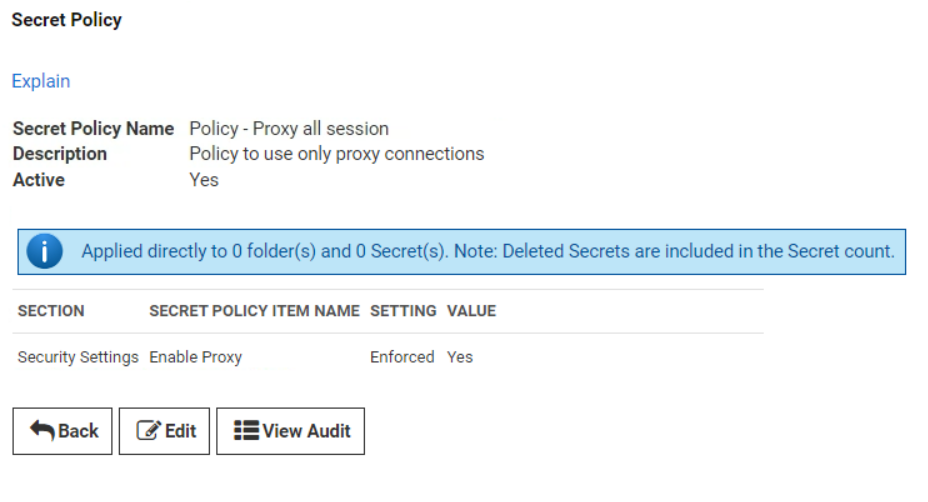 Secret Policy
Explain
Secret Policy Name Policy - Proxy all session
Description Policy to use only proxy connections
Active Yes
Applied directly to 0 folder(s) and 0 Secret(s). Note: Deleted Secrets are included in the Secret count.
SECTION SECRET POLICY ITEM NAME SETTING VALUE
Security Settings Enable Proxy Enforced Yes
Back Edit View Audit